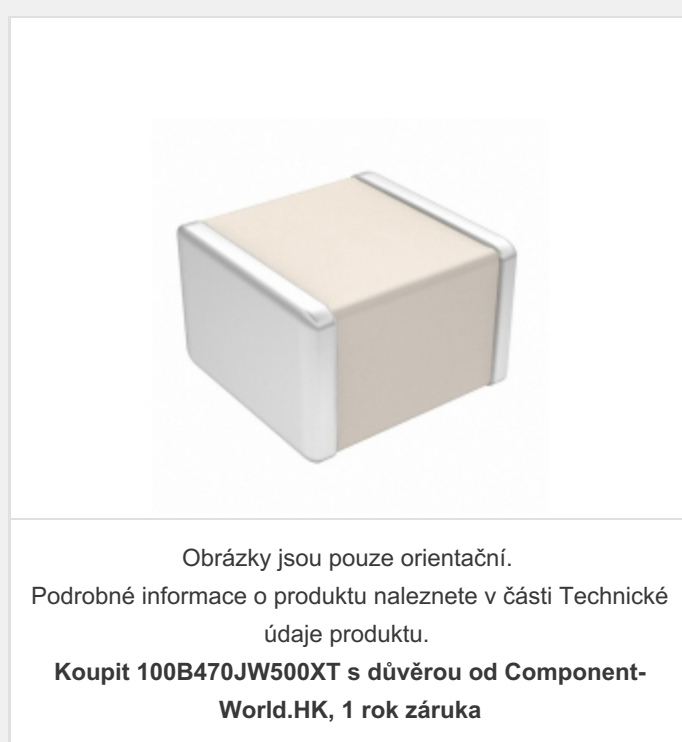 Obrázky jsou pouze orientační.
Podrobné informace o produktu naleznete v části Technické
údaje produktu.
Koupit 100B470JW500XT s důvěrou od Component-
World.HK, 1 rok záruka